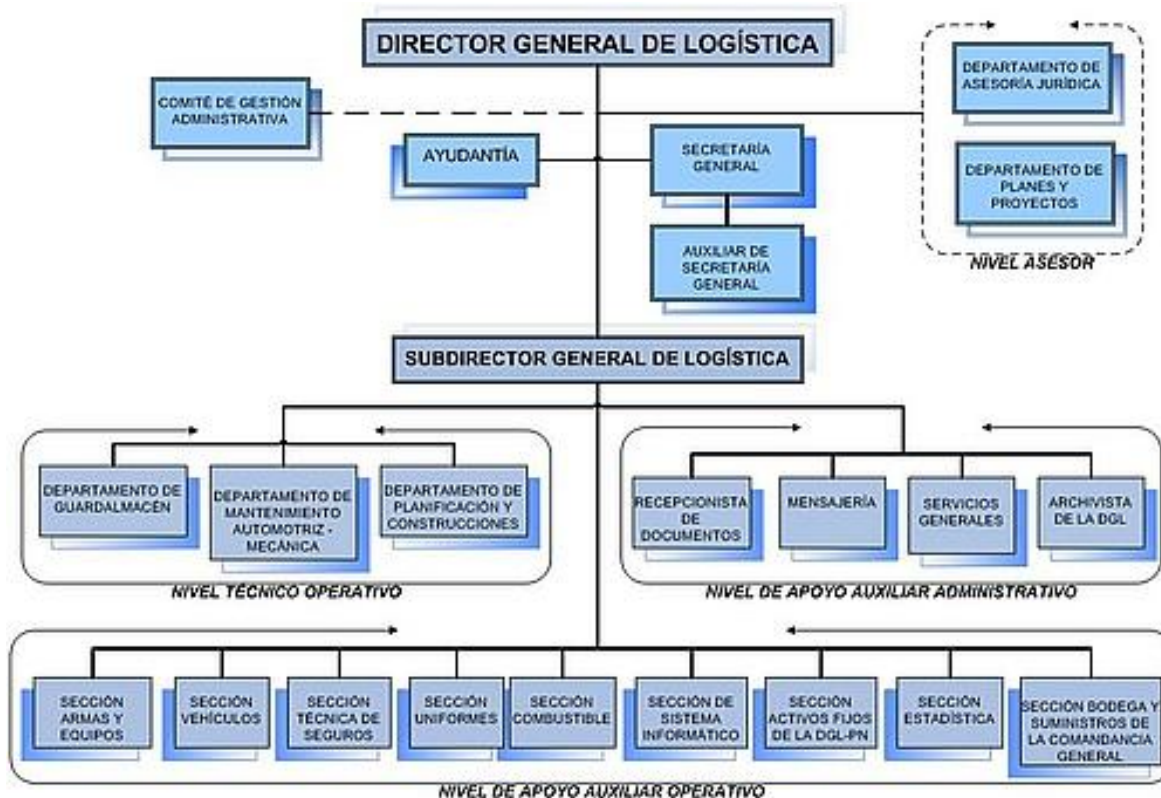 DIRECTOR GENERAL DE LOGÍSTICA
COMITÉ DE GESTIÓN
ADMINISTRATIVA
AYUDANTÍA
SECRETARÍA
GENERAL
AUXILIAR DE
SECRETARÍA
GENERAL
DEPARTAMENTO DE
ASESORÍA JURÍDICA
DEPARTAMENTO DE
PLANES Y
PROYECTOS
NIVEL ASESOR
SUBDIRECTOR GENERAL DE LOGÍSTICA
DEPARTAMENTO DE
GUARDALMACÉN
DEPARTAMENTO DE
MANTENIMIENTO
AUTOMOTRIZ -
MECÁNICA
DEPARTAMENTO DE
PLANIFICACIÓN Y
CONSTRUCCIONES
NIVEL TÉCNICO OPERATIVO
RECEPCIONISTA
DE
DOCUMENTOS
MENSAJERÍA
SERVICIOS
GENERALES
ARCHIVISTA
DE LA DGL
NIVEL DE APOYO AUXILIAR ADMINISTRATIVO
SECCIÓN
ARMAS Y
EQUIPOS
SECCIÓN
VEHÍCULOS
SECCIÓN
TÉCNICA DE
SEGUROS
SECCIÓN
UNIFORMES
SECCIÓN
COMBUSTIBLE
SECCIÓN DE
SISTEMA
INFORMÁTICO
SECCIÓN
ACTIVOS FIJOS
DE LA DGL-PN
SECCIÓN
ESTADÍSTICA
SECCIÓN BODEGA Y
SUMINISTROS DE
LA COMANDANCIA
GENERAL
NIVEL DE APOYO AUXILIAR OPERATIVO